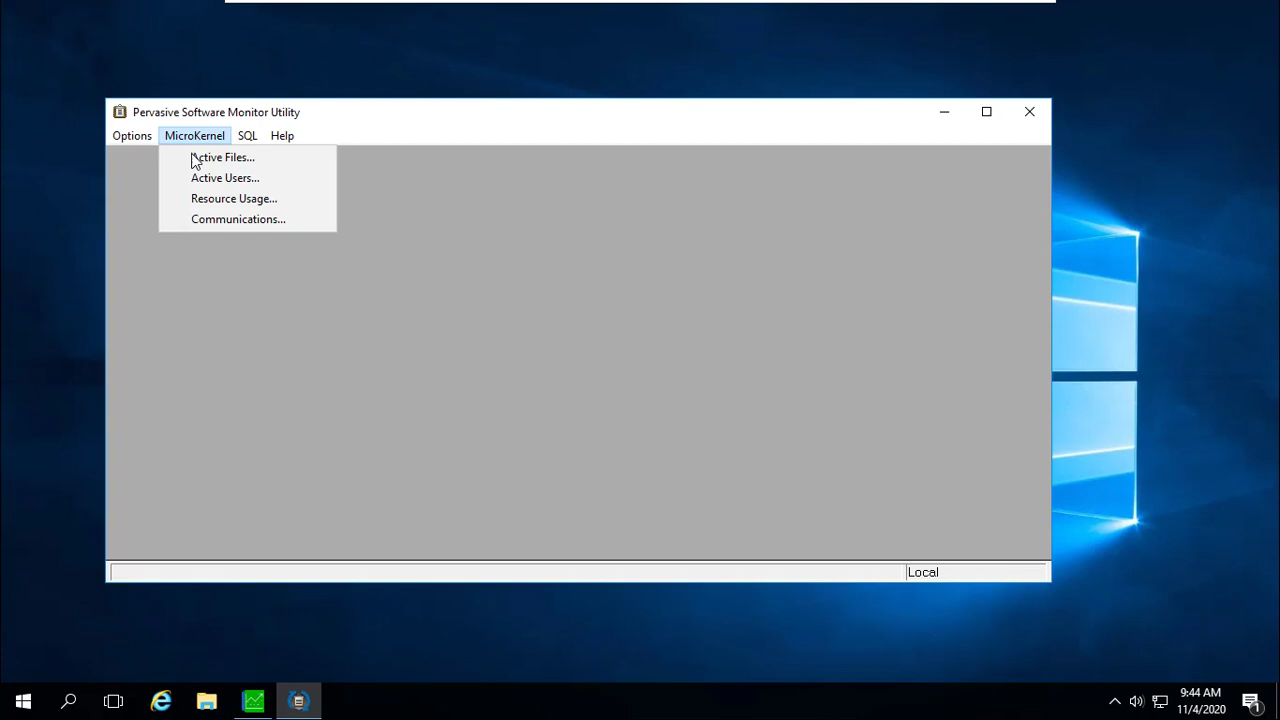 Pervasive Software Monitor Utility
Options MicroKernel SQL Help
Active Files...
Active Users...
Resource Usage...
Communications...
Local
9:44 AM
11/4/2020
1